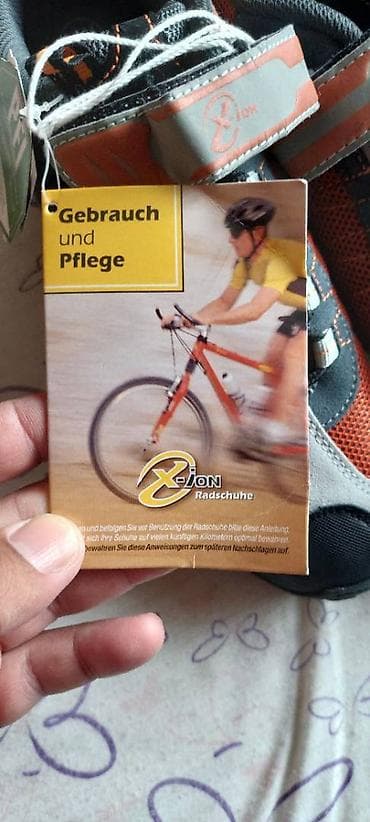 X-ion
Gebrauch
und
Pflege
X-ion
Radschuhe
und befolgen Sie vor Benutzung der Radschuhe bitte diese Anleitung,
sich Ihre Schuhe auf vielen künftigen Kilometern optimal bewähren.
bewahren Sie diese Anweisungen zum späteren Nachschlagen auf.